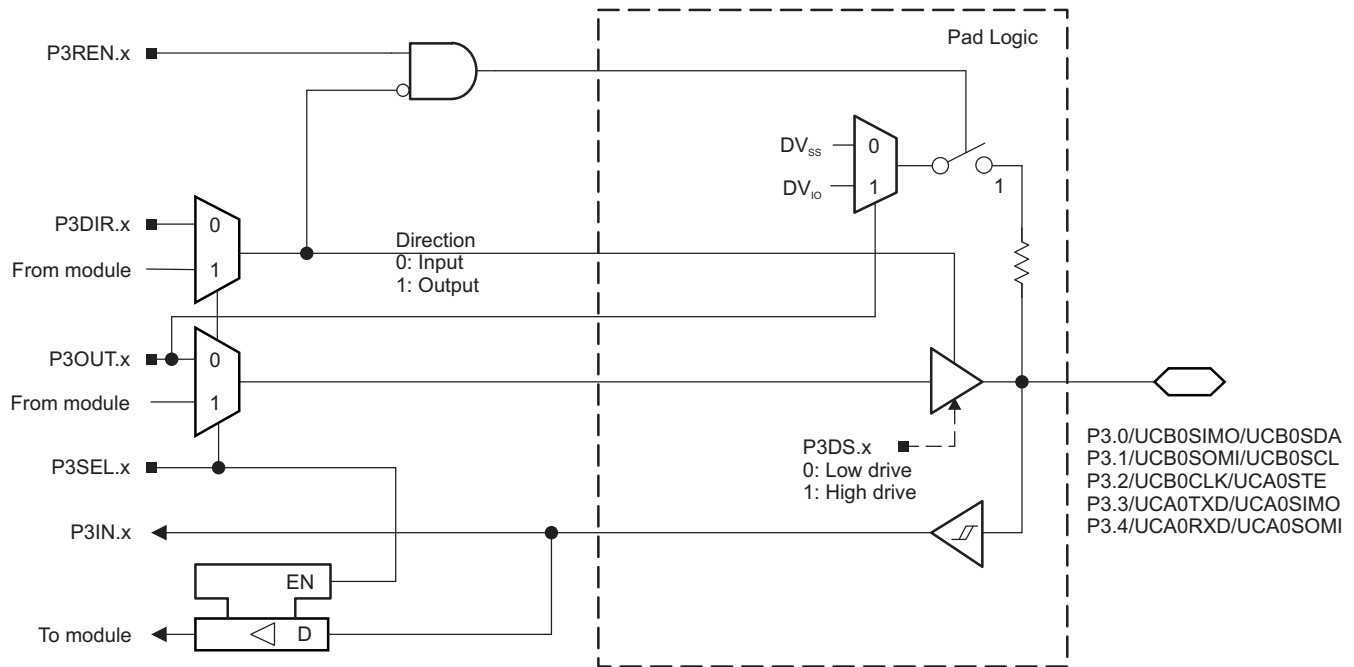 Pad Logic
P3REN.x
DVSS
0
DVIO
1
1
P3DIR.x
0
From module
1
Direction
0: Input
1: Output
P3OUT.x
0
From module
1
P3DS.x
0: Low drive
1: High drive
P3SEL.x
P3.0/UCB0SIMO/UCB0SDA
P3.1/UCB0SOMI/UCB0SCL
P3.2/UCB0CLK/UCA0STE
P3.3/UCA0TXD/UCA0SIMO
P3.4/UCA0RXD/UCA0SOMI
P3IN.x
EN
To module
D